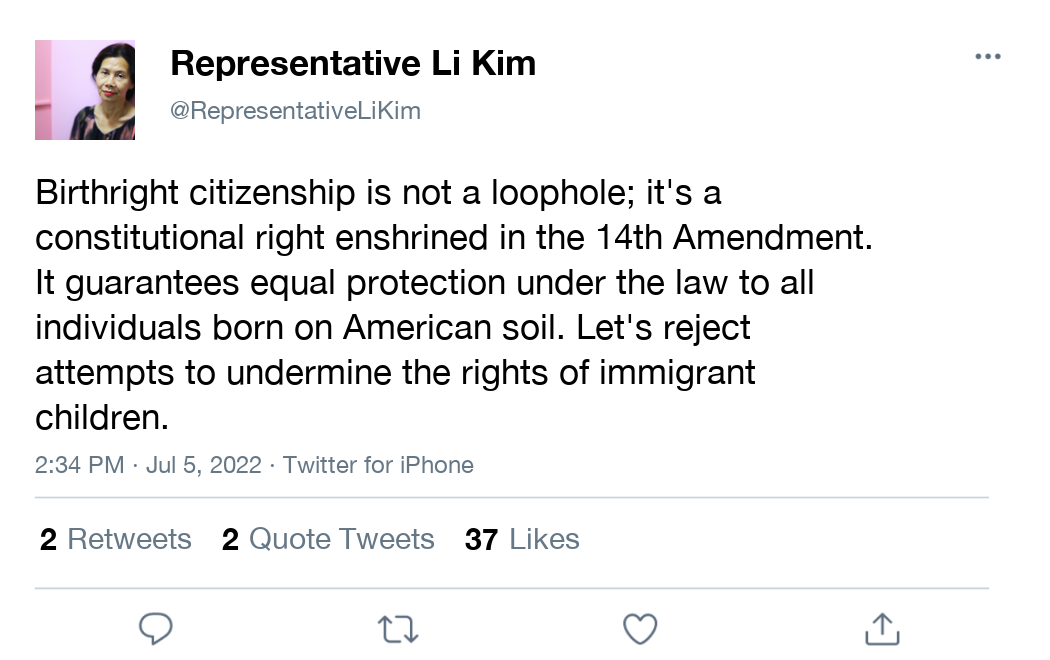 Representative Li Kim
@RepresentativeLiKim
Birthright citizenship is not a loophole; it's a
constitutional right enshrined in the 14th Amendment.
It guarantees equal protection under the law to all
individuals born on American soil. Let's reject
attempts to undermine the rights of immigrant
children.
2:34 PM · Jul 5, 2022 · Twitter for iPhone
2 Retweets 2 Quote Tweets 37 Likes